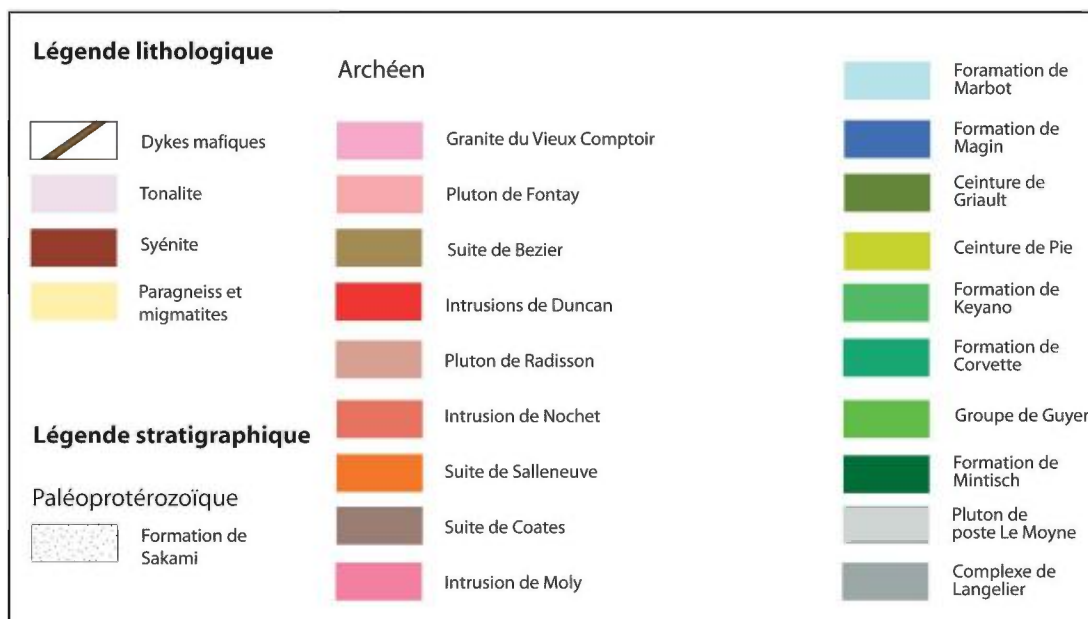 Légende lithologique
Dykes mafiques
Tonalite
Syénite
Paragneiss et
migmatites
Légende stratigraphique
Paléoprotérozoïque
Formation de
Sakami
Archéen
Granite du Vieux Comptoir
Pluton de Fontay
Suite de Bezier
Intrusions de Duncan
Pluton de Radisson
Intrusion de Nochet
Suite de Salleneuve
Suite de Coates
Intrusion de Moly
Foramation de
Marbot
Formation de
Magin
Ceinture de
Griault
Ceinture de Pie
Formation de
Keyano
Formation de
Corvette
Groupe de Guyer
Formation de
Mintisch
Pluton de
poste Le Moyne
Complexe de
Langelier